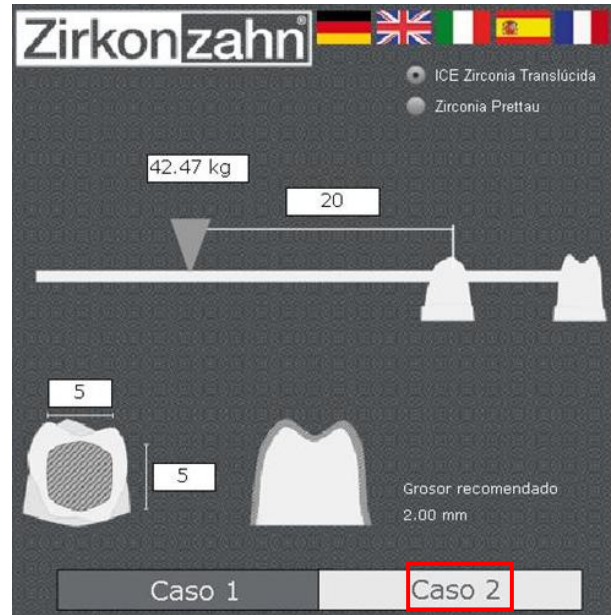 Zirkonzahn®
ICE Zirconia Translúcida
Zirconia Prettau
42.47 kg
20
5
5
Grosor recomendado
2.00 mm
Caso 1
Caso 2